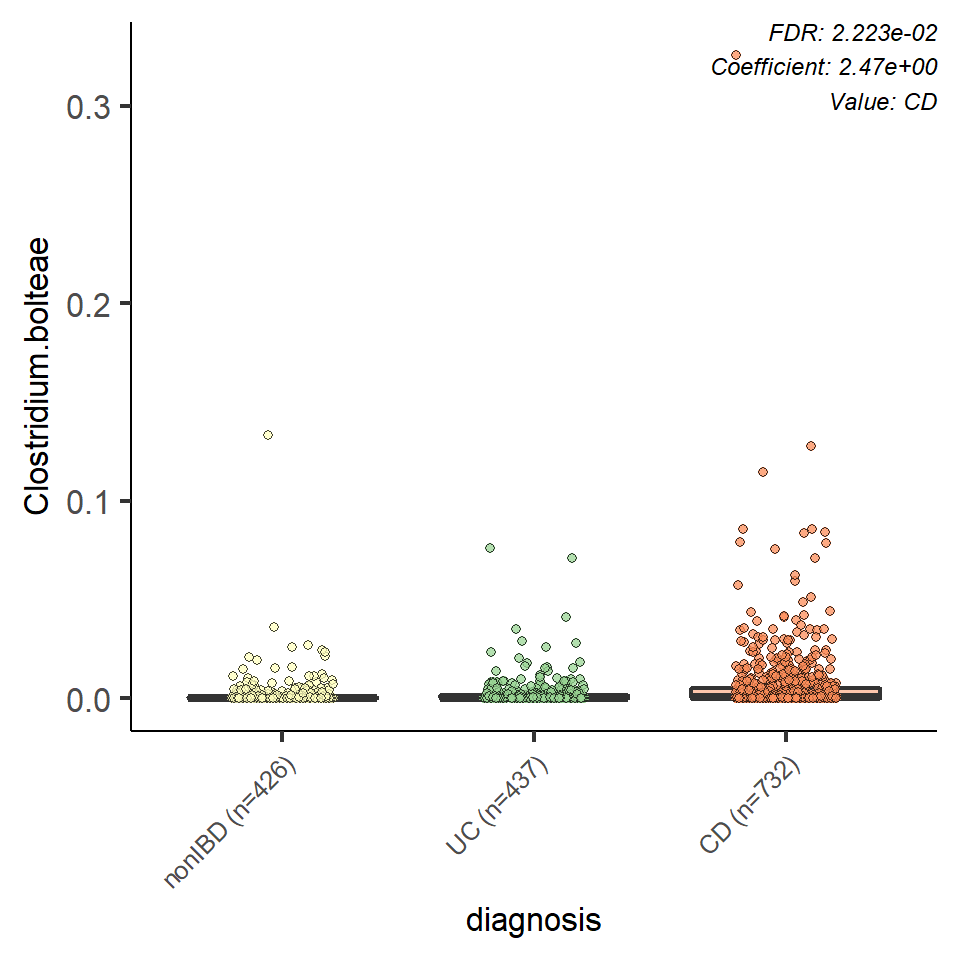 FDR: 2.223e-02
Coefficient: 2.47e+00
Value: CD
Clostridium.bolteae
0.3
0.2
0.1
0.0
nonIBD (n=426)
UC (n=437)
CD (n=732)
diagnosis